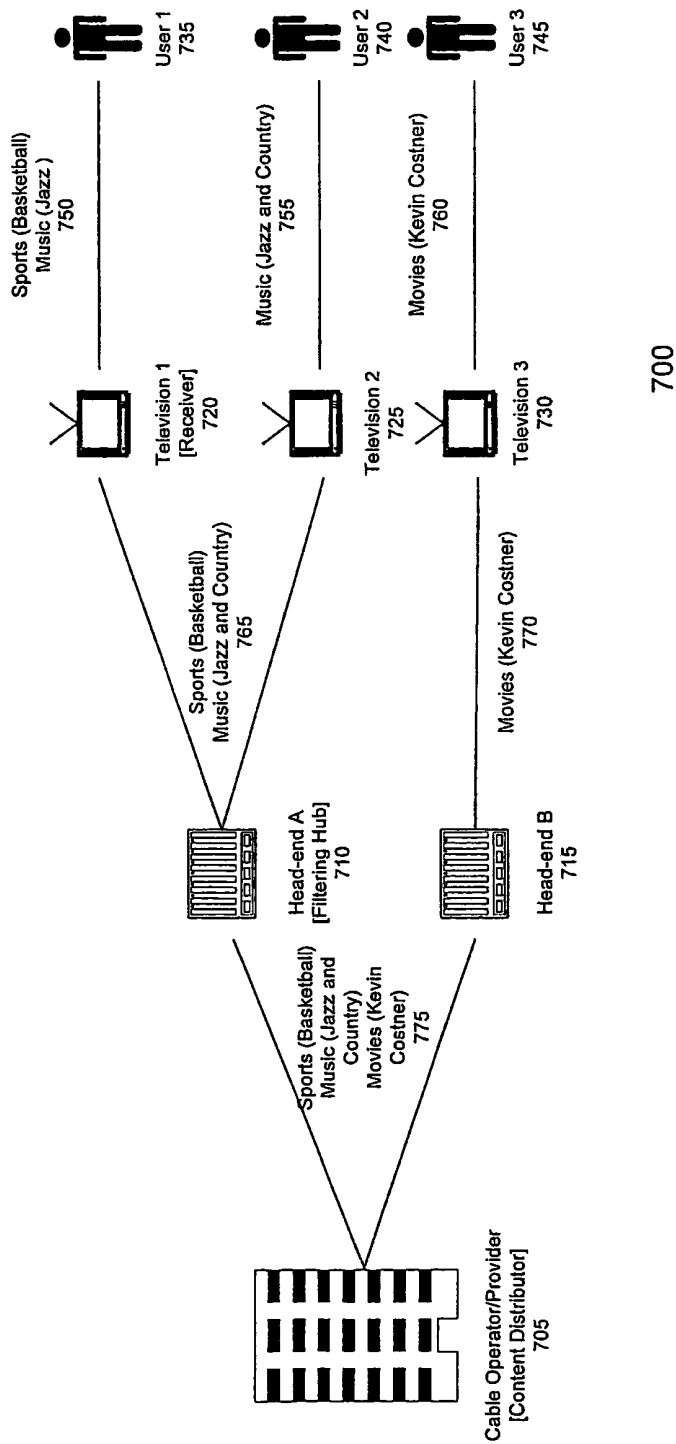 Cable Operator/Provider
[Content Distributor]
705
Sports (Basketball)
Music (Jazz and
Country)
Movies (Kevin
Costner)
775
Head-end A
[Filtering Hub]
710
Head-end B
715
Sports (Basketball)
Music (Jazz and Country)
765
Movies (Kevin Costner)
770
Television 1
[Receiver]
720
Television 2
725
Television 3
730
Sports (Basketball)
Music (Jazz )
750
Music (Jazz and Country)
755
Movies (Kevin Costner)
760
User 1
735
User 2
740
User 3
745
700